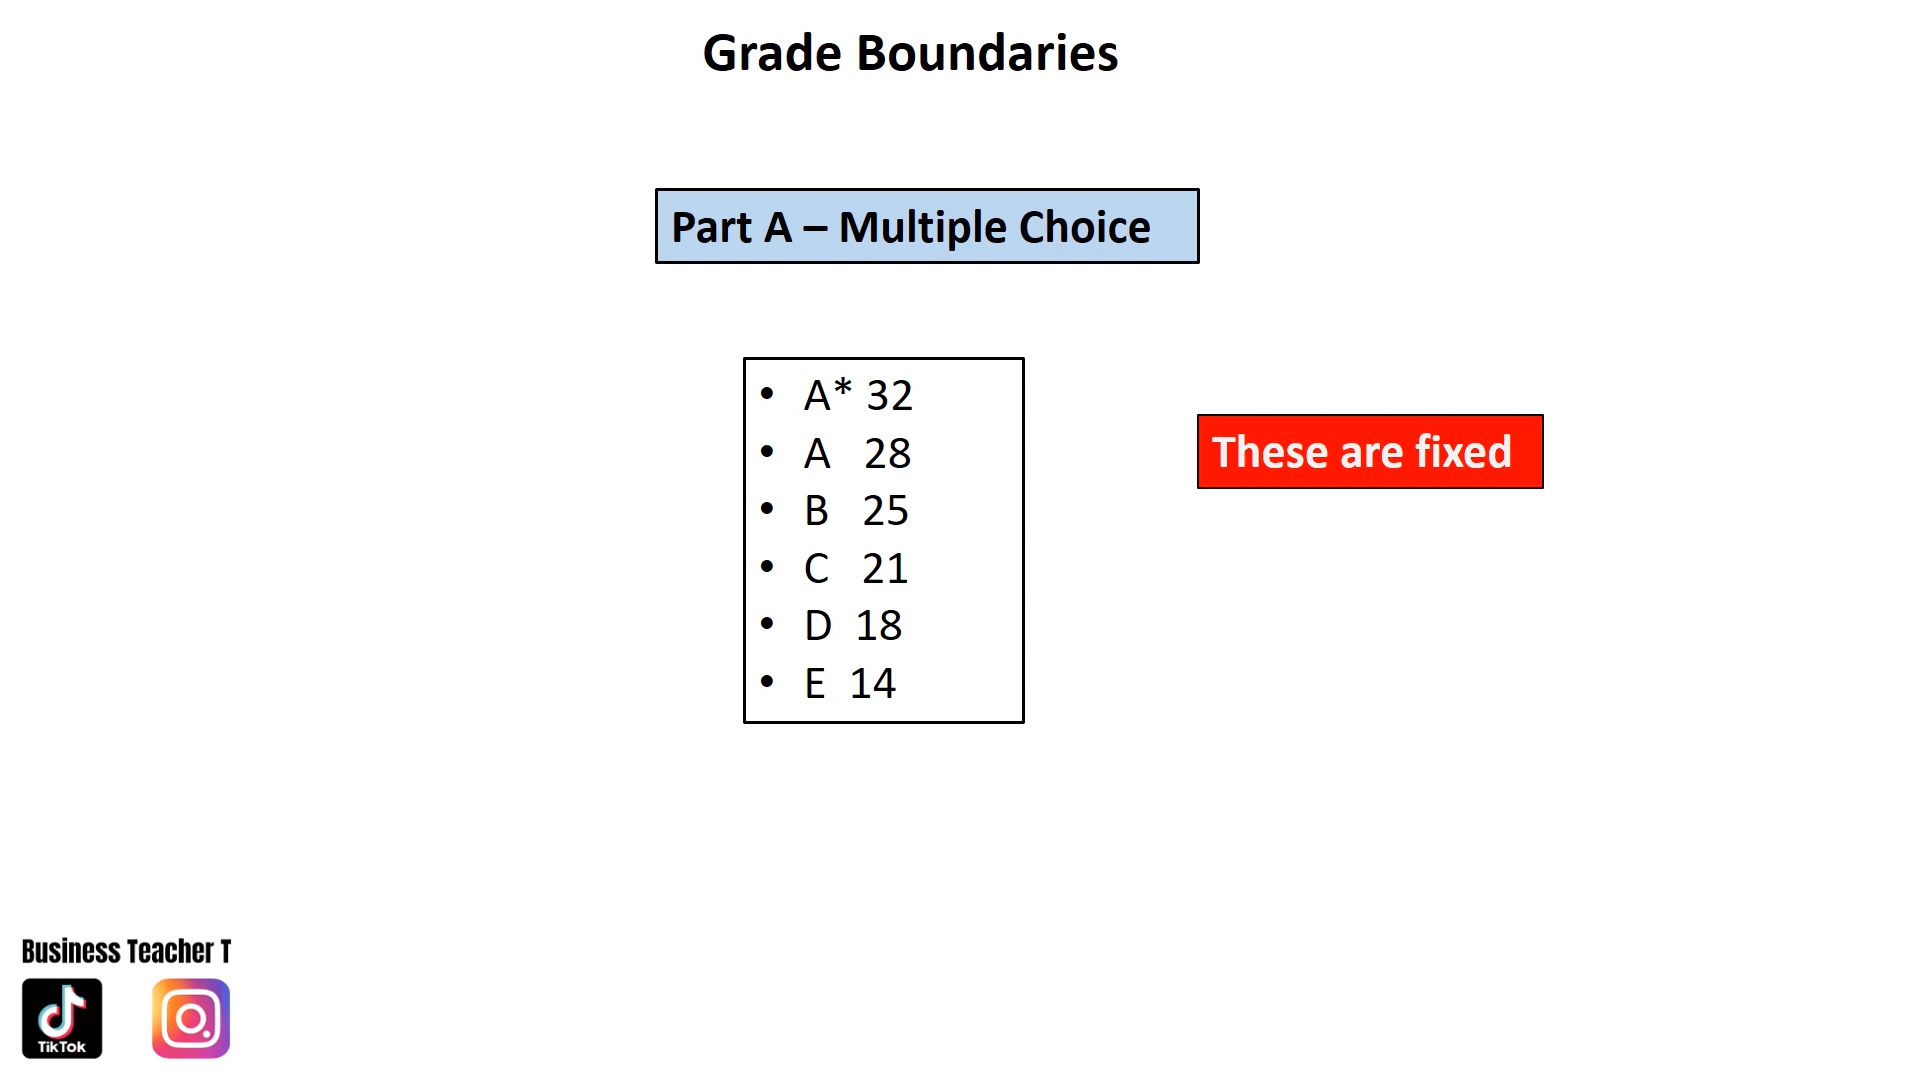 Grade Boundaries
Part A – Multiple Choice
• A* 32
• A 28
• B 25
• C 21
• D 18
• E 14
These are fixed
Business Teacher T
TikTok